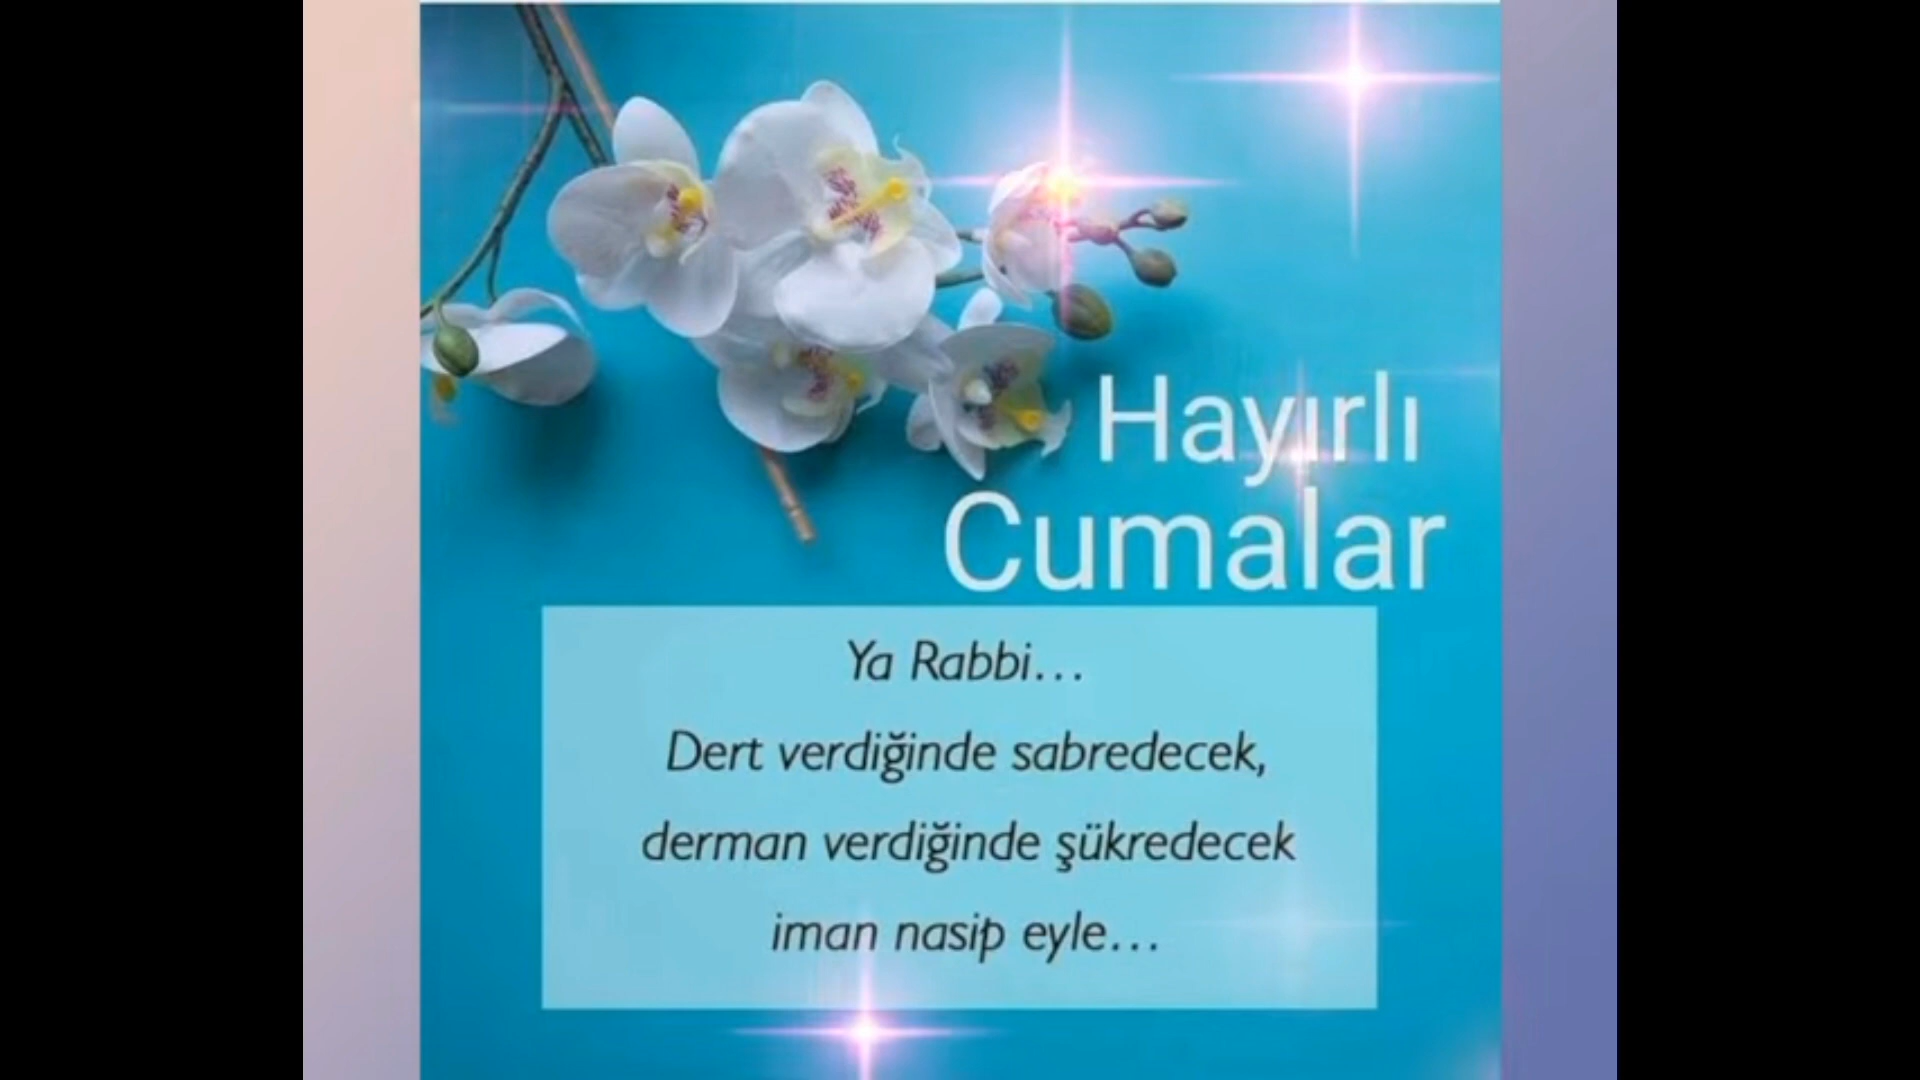 Hayırlı
Cumalar
Ya Rabbi...
Dert verdiğinde sabredecek,
derman verdiğinde şükredecek
iman nasip eyle...